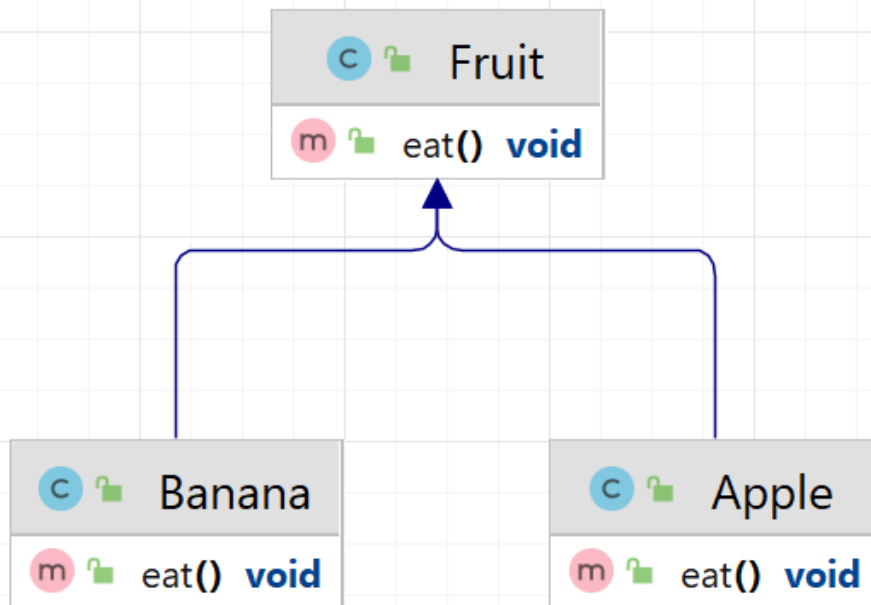 C Fruit
m eat() void
C Banana
m eat() void
C Apple
m eat() void